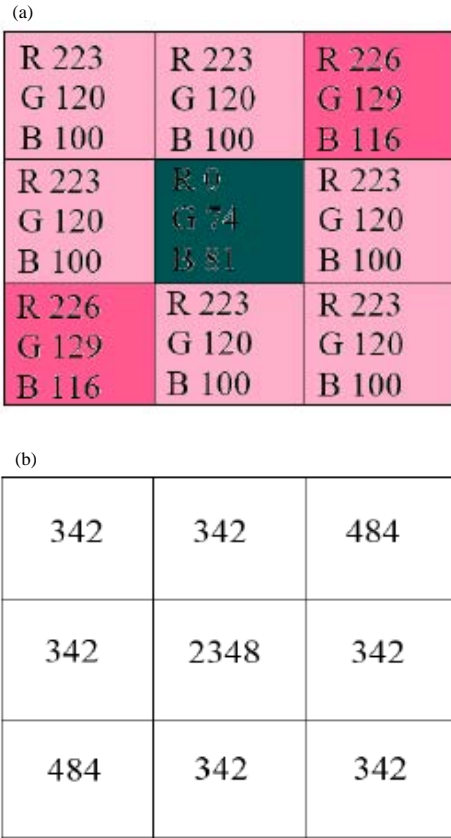 (a)
R 223 R 223 R 226
G 120 G 120 G 129
B 100 B 100 B 116
R 223 R 0 R 223
G 120 G 74 G 120
B 100 B 81 B 100
R 226 R 223 R 223
G 129 G 120 G 120
B 116 B 100 B 100
(b)
342 342 484
342 2348 342
484 342 342